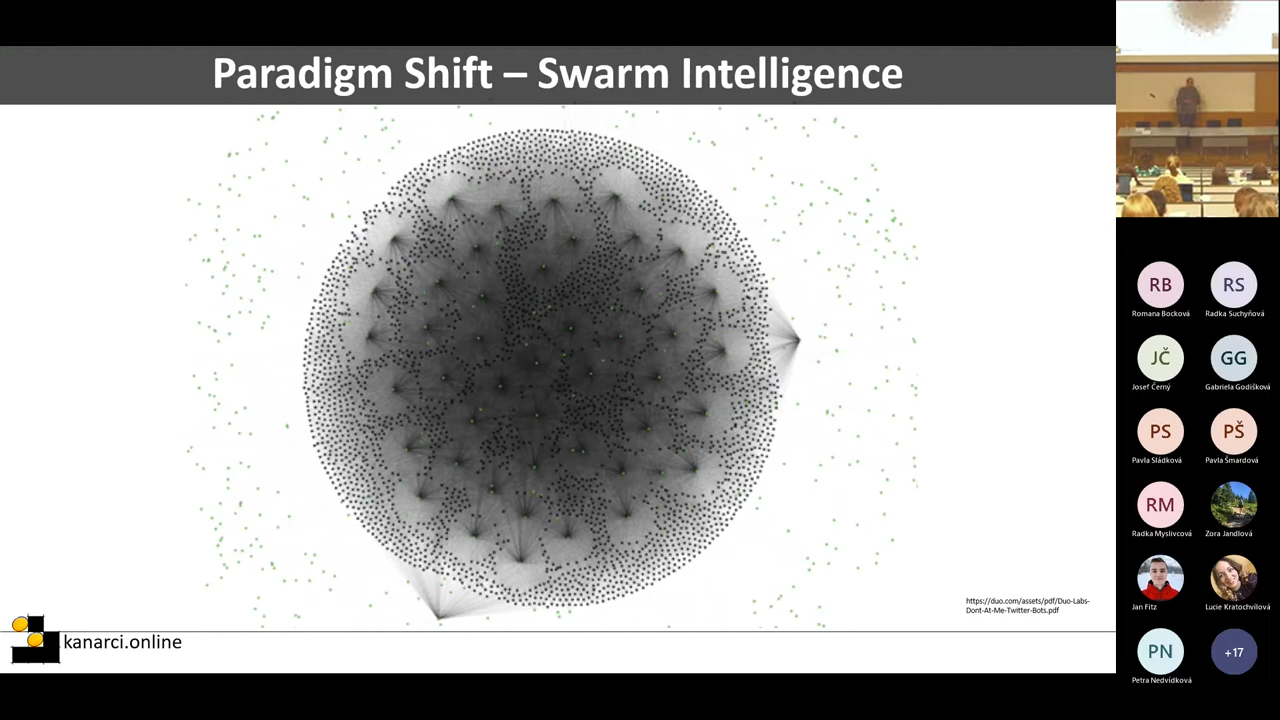 Paradigm Shift – Swarm Intelligence
https://duo.com/assets/pdf/Duo-Labs-
Dont-At-Me-Twitter-Bots.pdf
kanarci.online
RB
RS
Romana Bocková
Radka Suchyňová
JČ
GG
Josef Černý
Gabriela Godišková
PS
PŠ
Pavla Sládková
Pavla Šmardová
RM
Radka Myslivcová
Zora Jandlová
Jan Fitz
Lucie Kratochvílová
PN
+17
Petra Nedvídková